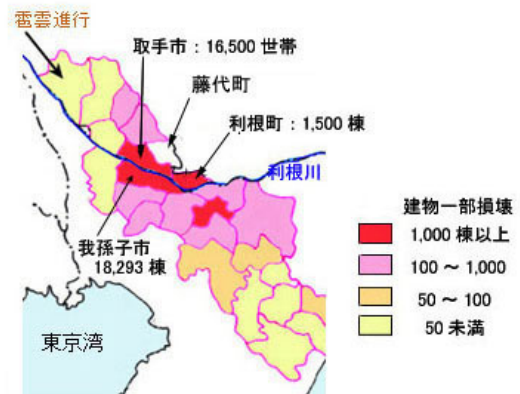 雹雲進行
取手市：16,500 世帯
藤代町
利根町：1,500 棟
利根川
我孫子市
18,293 棟
東京湾
建物一部損壊
1,000 棟以上
100 ～ 1,000
50 ～ 100
50 未満